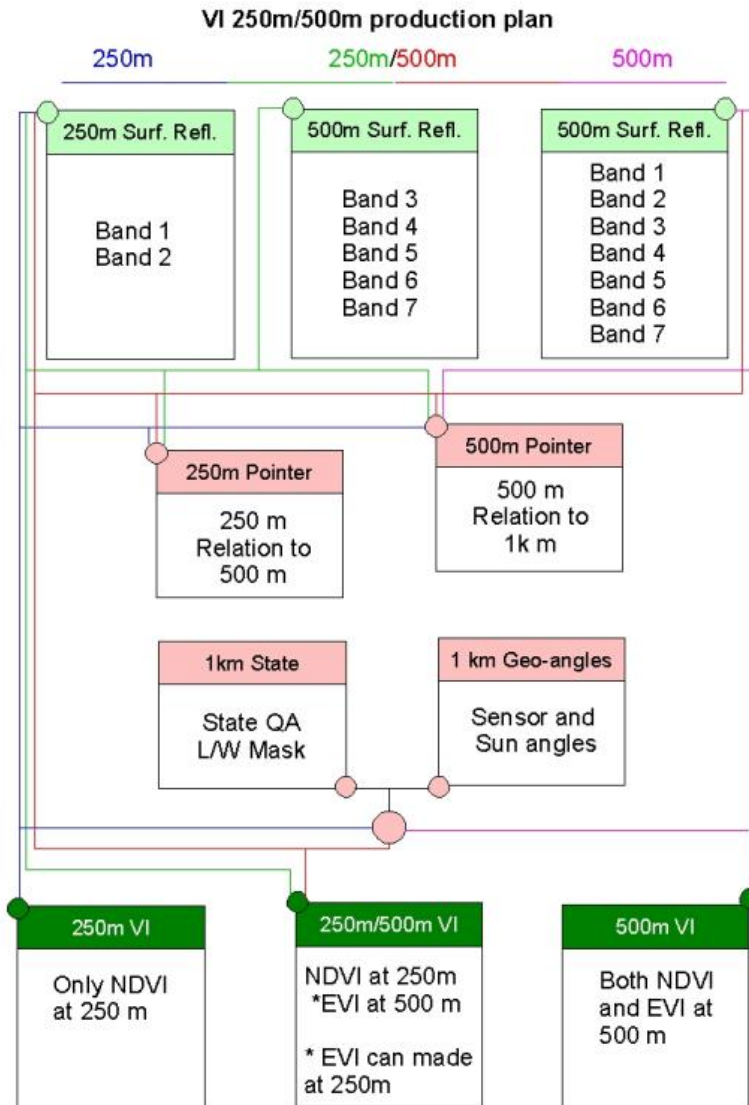 VI 250m/500m production plan
250m
250m/500m
500m
250m Surf. Refl.
Band 1
Band 2
500m Surf. Refl.
Band 3
Band 4
Band 5
Band 6
Band 7
500m Surf. Refl.
Band 1
Band 2
Band 3
Band 4
Band 5
Band 6
Band 7
250m Pointer
250 m
Relation to
500 m
500m Pointer
500 m
Relation to
1k m
1km State
State QA
L/W Mask
1 km Geo-angles
Sensor and
Sun angles
250m VI
Only NDVI
at 250 m
250m/500m VI
NDVI at 250m
*EVI at 500 m
* EVI can made
at 250m
500m VI
Both NDVI
and EVI at
500 m